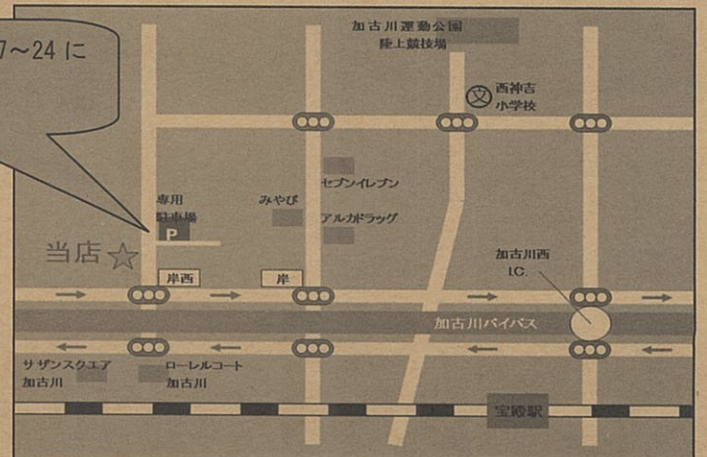 7～24 に
加古川運動公園
陸上競技場
西神吉
小学校
セブンイレブン
専用
駐車場
P
みやび
アルカドラッグ
当店
加古川西
I.C.
岸西
岸
加古川バイパス
サザンスクエア
加古川
ローレルコート
加古川
宝殿駅